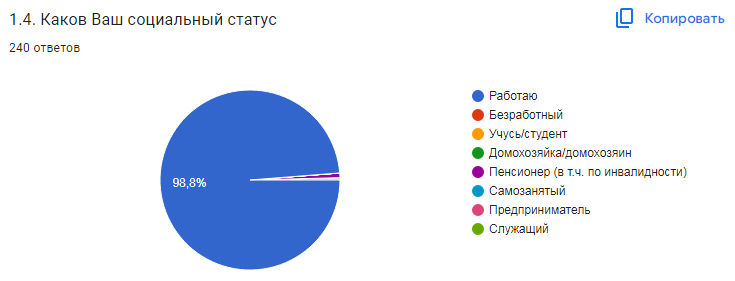 1.4. Каков Ваш социальный статус
Копировать
240 ответов
98,8%
Работаю
Безработный
Учусь/студент
Домохозяйка/домохозяин
Пенсионер (в т.ч. по инвалидности)
Самозанятый
Предприниматель
Служащий